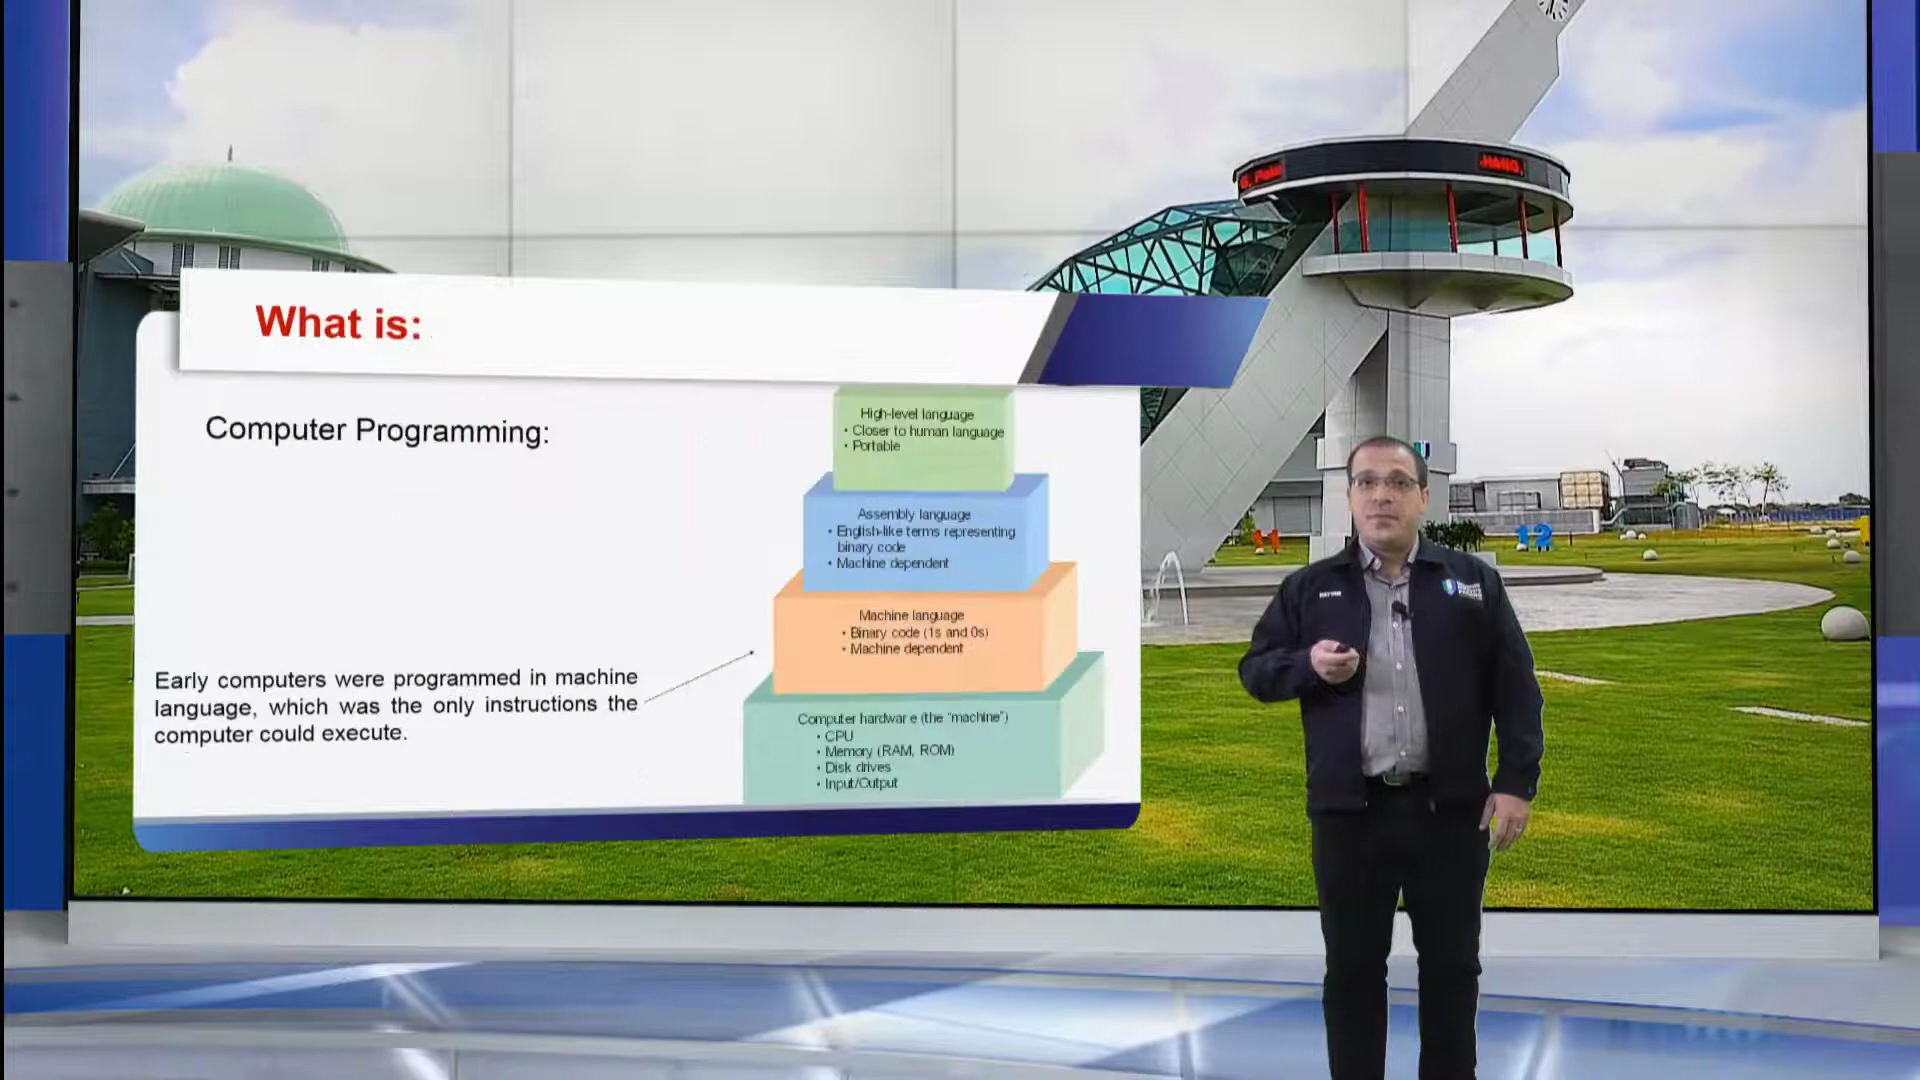 What is:
Computer Programming:
High-level language
• Closer to human language
• Portable
Assembly language
• English-like terms representing
binary code
• Machine dependent
Machine language
• Binary code (1s and 0s)
• Machine dependent
Early computers were programmed in machine
language, which was the only instructions the
computer could execute.
Computer hardware (the "machine")
• CPU
• Memory (RAM, ROM)
• Disk drives
• Input/Output
11
12